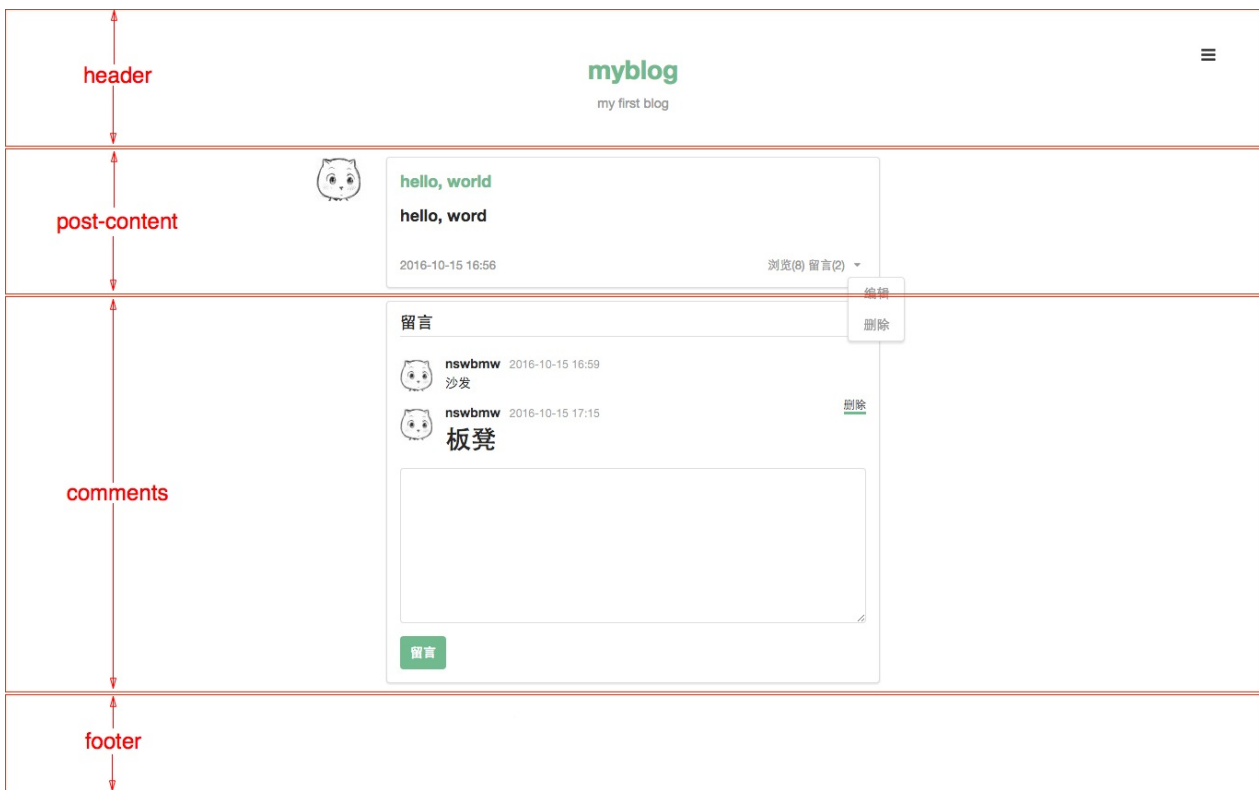 header
myblog
my first blog
post-content
hello, world
hello, word
2016-10-15 16:56
浏览(8) 留言(2)
编辑
删除
comments
留言
nswbmw 2016-10-15 16:59
沙发
nswbmw 2016-10-15 17:15
删除
板凳
留言
footer